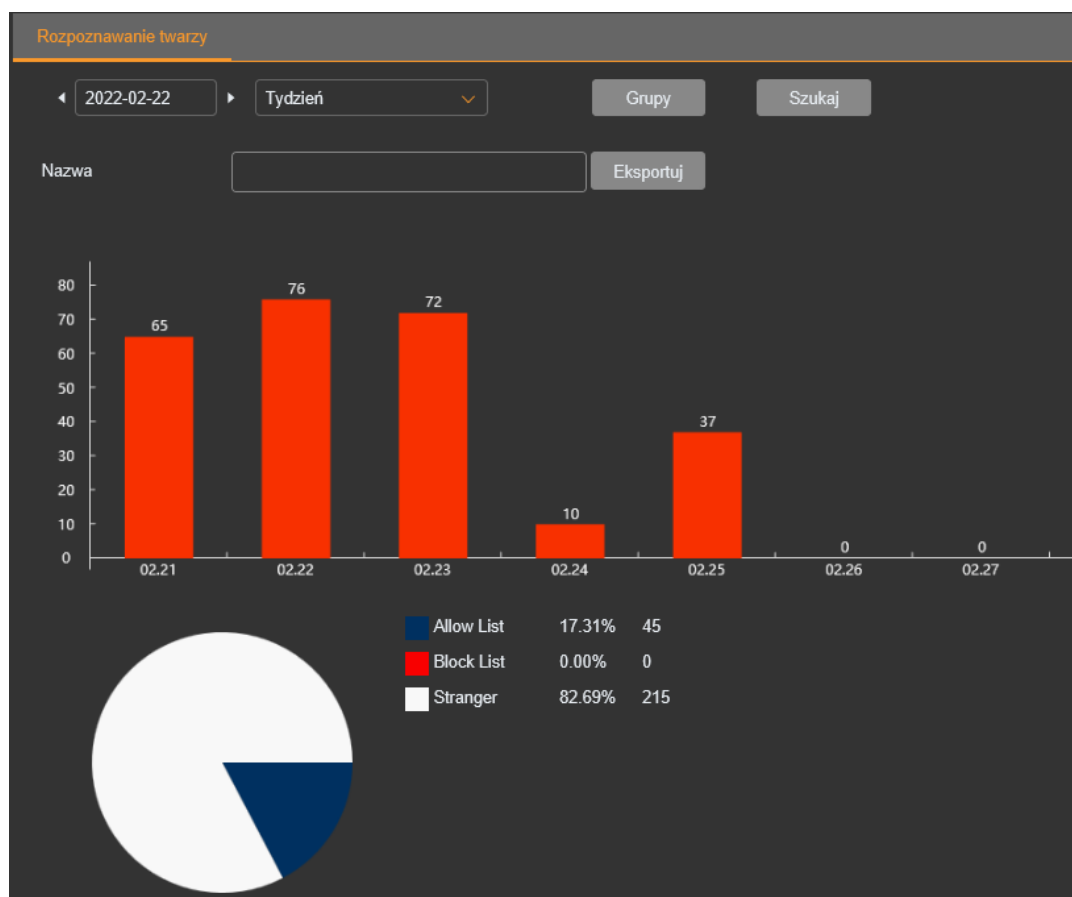 Rozpoznawanie twarzy
2022-02-22 Tydzień Grupy Szukaj
Nazwa Eksportuj
80
70
60
50
40
30
20
10
0
65 76 72 10 37 0 0
02.21 02.22 02.23 02.24 02.25 02.26 02.27
Allow List 17.31% 45
Block List 0.00% 0
Stranger 82.69% 215